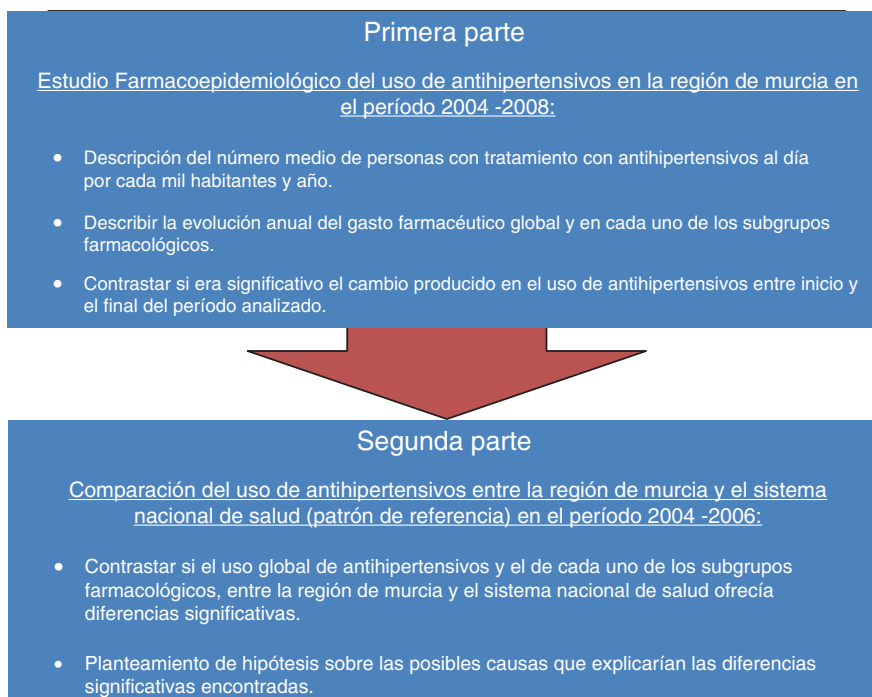 Primera parte
Estudio Farmacoepidemiológico del uso de antihipertensivos en la región de murcia en
el período 2004 -2008:
• Descripción del número medio de personas con tratamiento con antihipertensivos al día
por cada mil habitantes y año.
• Describir la evolución anual del gasto farmacéutico global y en cada uno de los subgrupos
farmacológicos.
• Contrastar si era significativo el cambio producido en el uso de antihipertensivos entre inicio y
el final del período analizado.
Segunda parte
Comparación del uso de antihipertensivos entre la región de murcia y el sistema
nacional de salud (patrón de referencia) en el período 2004 -2006:
• Contrastar si el uso global de antihipertensivos y el de cada uno de los subgrupos
farmacológicos, entre la región de murcia y el sistema nacional de salud ofrecía
diferencias significativas.
• Planteamiento de hipótesis sobre las posibles causas que explicarían las diferencias
significativas encontradas.